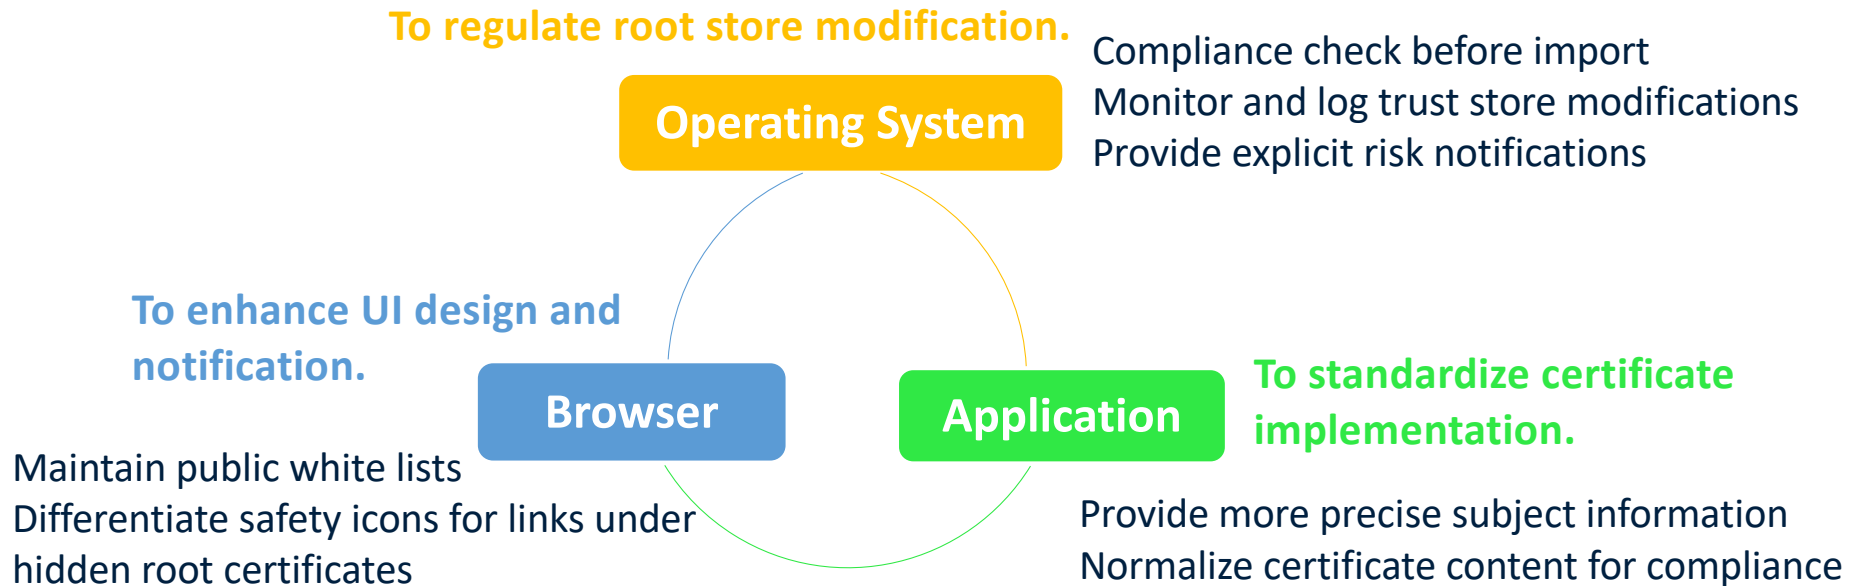 To regulate root store modification.
Operating System
Compliance check before import
Monitor and log trust store modifications
Provide explicit risk notifications
To enhance UI design and
notification.
Browser
Maintain public white lists
Differentiate safety icons for links under
hidden root certificates
Application
To standardize certificate
implementation.
Provide more precise subject information
Normalize certificate content for compliance